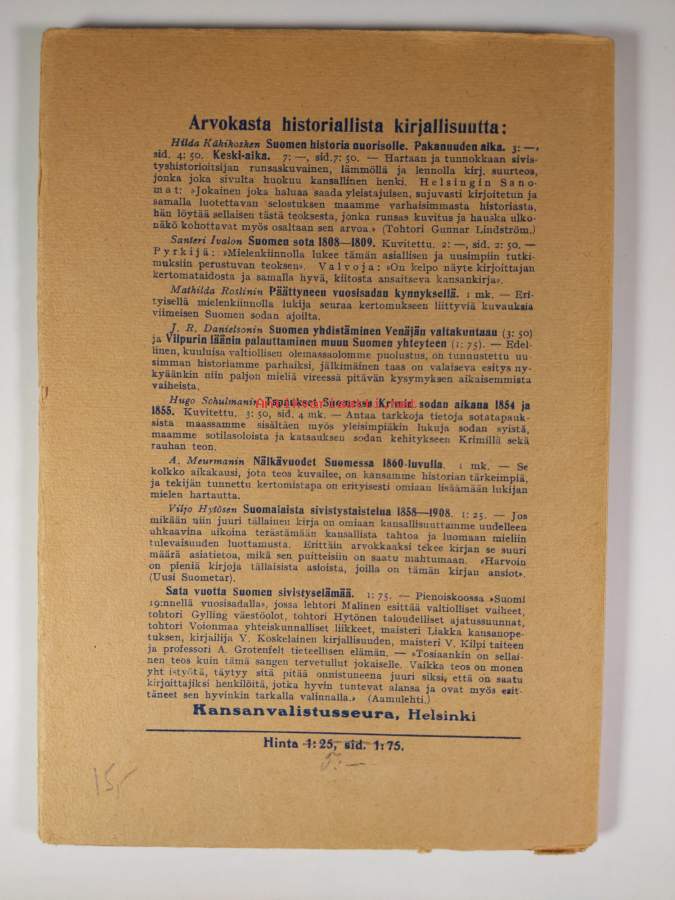 Arvokasta historiallista kirjallisuutta:
Hilda Käkikosken Suomen historia nuorisolle. Pakanuuden aika. 3: —,
sid. 4: 50. Keski-aika. 7: —, sid. 7: 50. — Hartaan ja tunnokkaan sivis-
tyshistorioitsijan runsaskuvainen, lämmöllä ja lennolla kirj. suurteos,
jonka joka sivulta huokuu kansallinen henki. Helsingin Sano-
mat: »Jokainen joka haluaa saada yleistajuisen, sujuvasti kirjoitetun ja
samalla luotettavan selostuksen maamme varhaisimmasta historiasta,
hän löytää sellaisen tästä teoksesta, jonka runsas kuvitus ja hauska ulko-
näkö kohottavat myös osaltaan sen arvoa.» (Tohtori Gunnar Lindström.)
Santeri Ivalon Suomen sota 1808—1809. Kuvitettu. 2: —, sid. 2: 50, —
Pyrkijä: »Mielenkiinnolla lukee tämän asiallisen ja uusimpiin tutki-
muksiin perustuvan teoksen». Valvoja: »On kelpo näyte kirjoittajan
kertomataidosta ja samalla hyvä, kiitosta ansaitseva kansankirja».
Mathilda Roslinin Päättyneen vuosisadan kynnyksellä. 1 mk. — Eri-
tyisellä mielenkiinnolla lukija seuraa kertomukseen liittyviä kuvauksia
viimeisen Suomen sodan ajoilta.
J. R. Danielsonin Suomen yhdistäminen Venäjän valtakuntaan (3: 50)
ja Viipurin läänin palauttaminen muun Suomen yhteyteen (1: 75). — Edel-
linen, kuuluisa valtiollisen olemassaolomme puolustus, on tunnustettu uu-
simman historiamme parhaiksi, jälkimäinen taas on valaiseva esitys ny-
kyäänkin niin paljon mieliä vireessä pitävän kysymyksen aikaisemmista
vaiheista.
Hugo Schulmanin Tapaukset Suomessa Krimin sodan aikana 1854 ja
1855. Kuvitettu. 3: 50, sid. 4 mk. — Antaa tarkkoja tietoja sotatapauk-
sista maassamme sisältäen myös yleisimpiäkin lukuja sodan syistä,
maamme sotilasoloista ja katsauksen sodan kehitykseen Krimillä sekä
rauhan teon.
A. Meurmanin Nälkävuodet Suomessa 1860-luvulla. 1 mk. — Se
kolkko aikakausi, jota teos kuvailee, on kansamme historian tärkeimpiä,
ja tekijän tunnettu kertomistapa on erityisesti omiaan lisäämään lukijan
mielen hartautta.
Viljo Hytösen Suomalaista sivistystaistelua 1858—1908. 1: 25. — Jos
mikään niin juuri tällainen kirja on omiaan kansallisuuttamme uudelleen
uhkaavina aikoina terästämään kansallista tahtoa ja luomaan mieliin
tulevaisuuden luottamusta. Erittäin arvokkaaksi tekee kirjan se suuri
määrä asiatietoa, mikä sen puitteisiin on saatu mahtumaan. »Harvoin
on pieniä kirjoja tällaisista asioista, joilla on tämän kirjan ansiot».
(Uusi Suometar).
Sata vuotta Suomen sivistyselämää. 1: 75. — Pienoiskoossa »Suomi
19:nnellä vuosisadalla», jossa lehtori Malinen esittää valtiolliset vaiheet,
tohtori Gylling väestöolot, tohtori Hytönen taloudelliset ajatussuunnat,
tohtori Voionmaa yhteiskunnalliset liikkeet, maisteri Liakka kansanope-
tuksen, kirjailija Y. Koskelainen kirjallisuuden, maisteri V. Kilpi taiteen
ja professori A. Grotenfelt tieteellisen elämän. — »Tosiaankin on sellai-
nen teos kuin tämä sangen tervetullut jokaiselle. Vaikka teos on monen
yht istyötä, täytyy sitä pitää onnistuneena juuri siksi, että on saatu
kirjoittajiksi henkilöitä, jotka hyvin tuntevat alansa ja ovat myös esit-
täneet sen hyvinkin tarkalla valinnalla.» (Aamulehti.)
Kansanvalistusseura, Helsinki
Hinta 1: 25, sid. 1: 75.
5: —
15,-